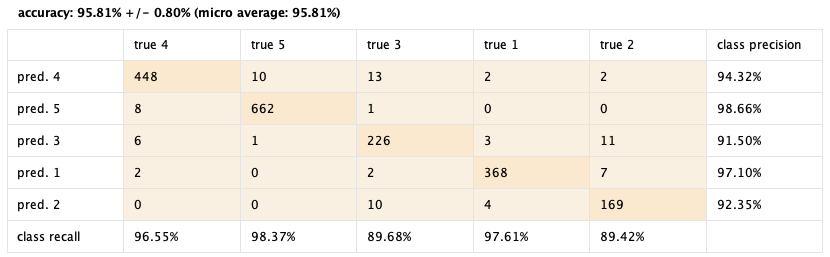 accuracy: 95.81% +/- 0.80% (micro average: 95.81%)
true 4 true 5 true 3 true 1 true 2 class precision
pred. 4 448 10 13 2 2 94.32%
pred. 5 8 662 1 0 0 98.66%
pred. 3 6 1 226 3 11 91.50%
pred. 1 2 0 2 368 7 97.10%
pred. 2 0 0 10 4 169 92.35%
class recall 96.55% 98.37% 89.68% 97.61% 89.42%